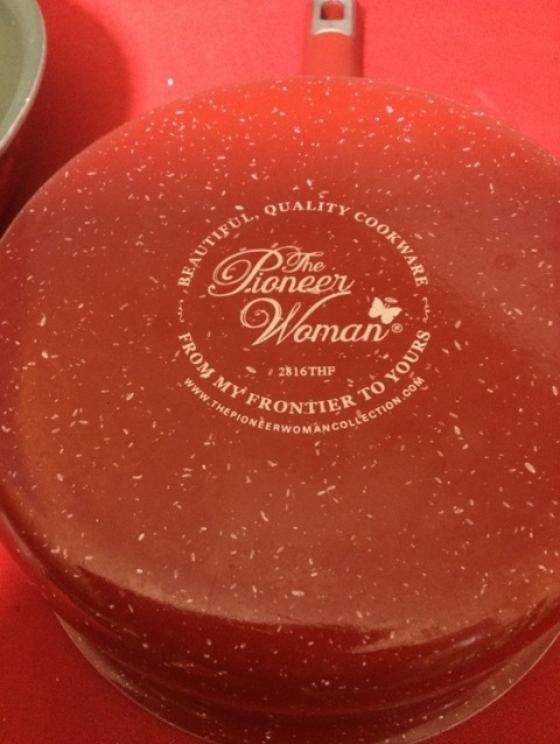 BEAUTIFUL, QUALITY COOKWARE
The
Pioneer
Woman®
2816THF
FROM MY FRONTIER TO YOURS
WWW.THEPIONEERWOMANCOLLECTION.COM